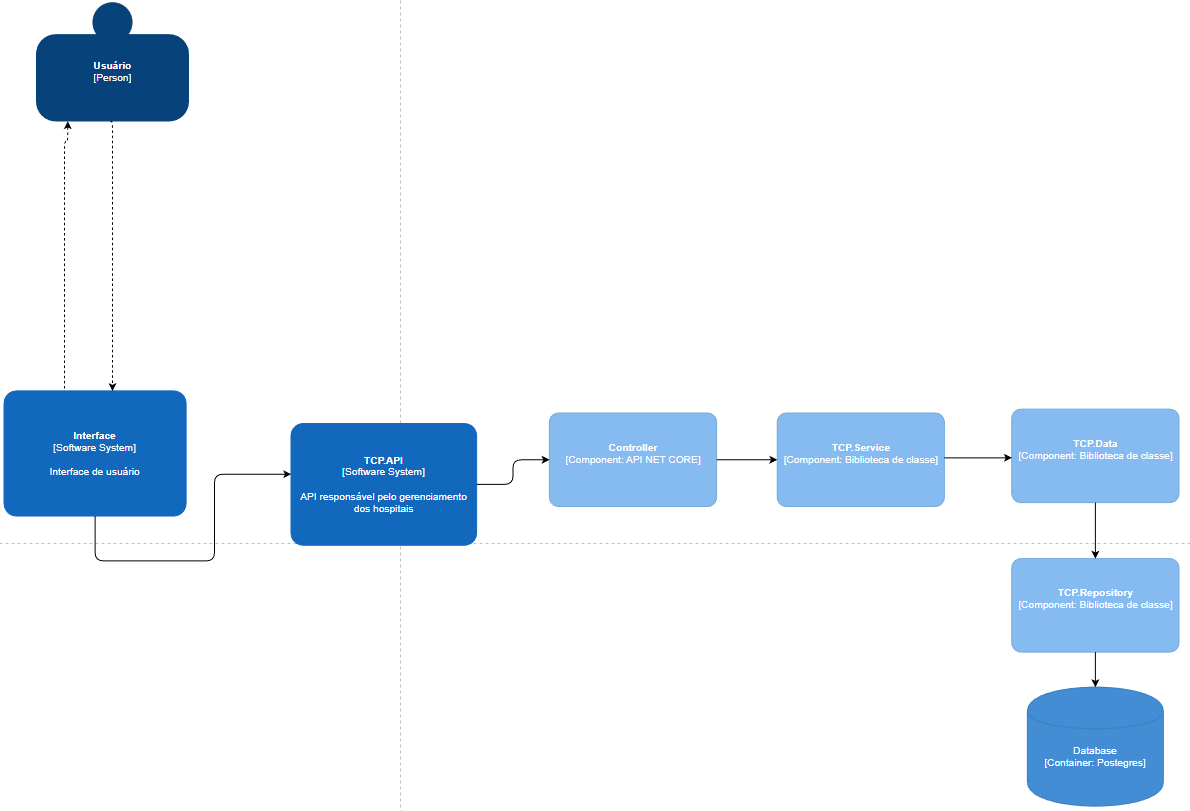 Usuário
[Person]
Interface
[Software System]
Interface de usuário
TCP.API
[Software System]
API responsável pelo gerenciamento
dos hospitais
Controller
[Component: API NET CORE]
TCP.Service
[Component: Biblioteca de classe]
TCP.Data
[Component: Biblioteca de classe]
TCP.Repository
[Component: Biblioteca de classe]
Database
[Container: Postegres]